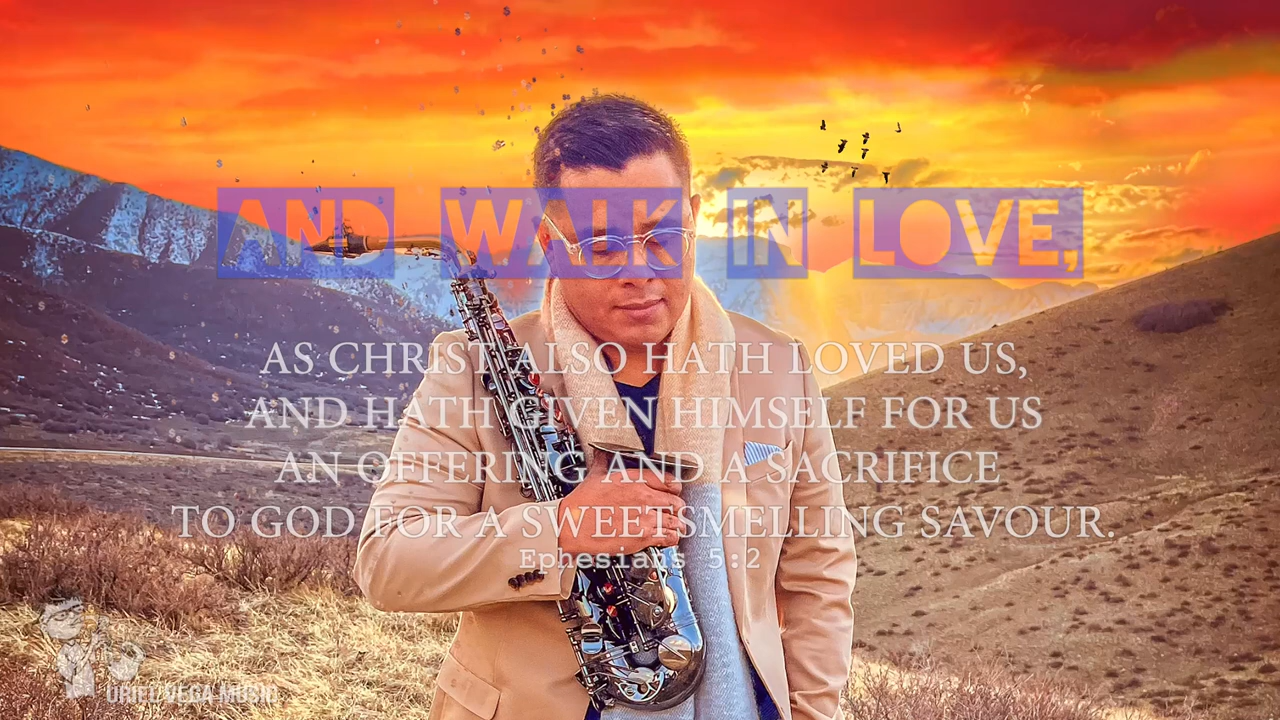 AND WALK IN LOVE,
AS CHRIST ALSO HATH LOVED US,
AND HATH GIVEN HIMSELF FOR US
AN OFFERING AND A SACRIFICE
TO GOD FOR A SWEETSMELLING SAVOUR.
Ephesians 5:2
URIEL VEGA MUSIC